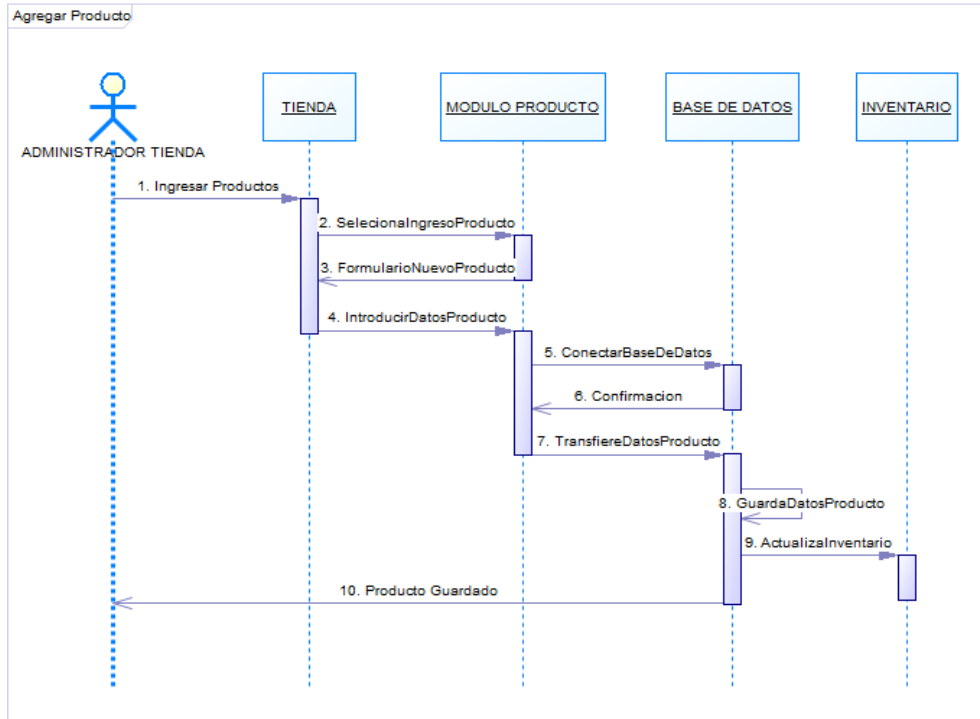 Agregar Producto
TIENDA
MODULO PRODUCTO
BASE DE DATOS
INVENTARIO
ADMINISTRADOR TIENDA
1. Ingresar Productos
2. SelecionaIngresoProducto
3. FormularioNuevoProducto
4. IntroducirDatosProducto
5. ConectarBaseDeDatos
6. Confirmacion
7. TransfiereDatosProducto
8. GuardaDatosProducto
9. ActualizaInventario
10. Producto Guardado